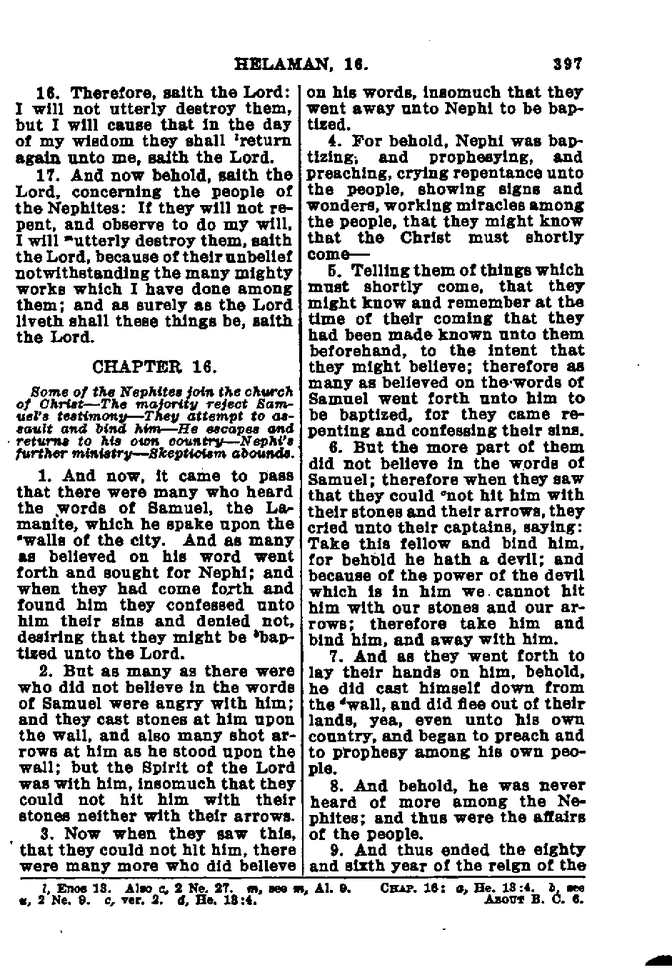 HELAMAN, 16.
397
16. Therefore, saith the Lord:
I will not utterly destroy them,
but I will cause that in the day
of my wisdom they shall ˡreturn
again unto me, saith the Lord.
17. And now behold, saith the
Lord, concerning the people of
the Nephites: If they will not re-
pent, and observe to do my will,
I will ᵐutterly destroy them, saith
the Lord, because of their unbelief
notwithstanding the many mighty
works which I have done among
them; and as surely as the Lord
liveth shall these things be, saith
the Lord.
CHAPTER 16.
Some of the Nephites join the church
of Christ—The majority reject Sam-
uel's testimony—They attempt to as-
sault and bind him—He escapes and
returns to his own country—Nephi's
further ministry—Skepticism abounds.
1. And now, it came to pass
that there were many who heard
the words of Samuel, the La-
manite, which he spake upon the
ᵃwalls of the city. And as many
as believed on his word went
forth and sought for Nephi; and
when they had come forth and
found him they confessed unto
him their sins and denied not,
desiring that they might be ᵇbap-
tized unto the Lord.
2. But as many as there were
who did not believe in the words
of Samuel were angry with him;
and they cast stones at him upon
the wall, and also many shot ar-
rows at him as he stood upon the
wall; but the Spirit of the Lord
was with him, insomuch that they
could not hit him with their
stones neither with their arrows.
3. Now when they saw this,
that they could not hit him, there
were many more who did believe
on his words, insomuch that they
went away unto Nephi to be bap-
tized.
4. For behold, Nephi was bap-
tizing, and prophesying, and
preaching, crying repentance unto
the people, showing signs and
wonders, working miracles among
the people, that they might know
that the Christ must shortly
come—
5. Telling them of things which
must shortly come, that they
might know and remember at the
time of their coming that they
had been made known unto them
beforehand, to the intent that
they might believe; therefore as
many as believed on the words of
Samuel went forth unto him to
be baptized, for they came re-
penting and confessing their sins.
6. But the more part of them
did not believe in the words of
Samuel; therefore when they saw
that they could ᶜnot hit him with
their stones and their arrows, they
cried unto their captains, saying:
Take this fellow and bind him,
for behold he hath a devil; and
because of the power of the devil
which is in him we cannot hit
him with our stones and our ar-
rows; therefore take him and
bind him, and away with him.
7. And as they went forth to
lay their hands on him, behold,
he did cast himself down from
the ᵈwall, and did flee out of their
lands, yea, even unto his own
country, and began to preach and
to prophesy among his own peo-
ple.
8. And behold, he was never
heard of more among the Ne-
phites; and thus were the affairs
of the people.
9. And thus ended the eighty
and sixth year of the reign of the
l, Enos 13. Also c, 2 Ne. 27. m, see m, Al. 9. CHAP. 16: a, He. 13:4. b, see
u, 2 Ne. 9. c, ver. 2. d, He. 13:4. ABOUT B. C. 6.